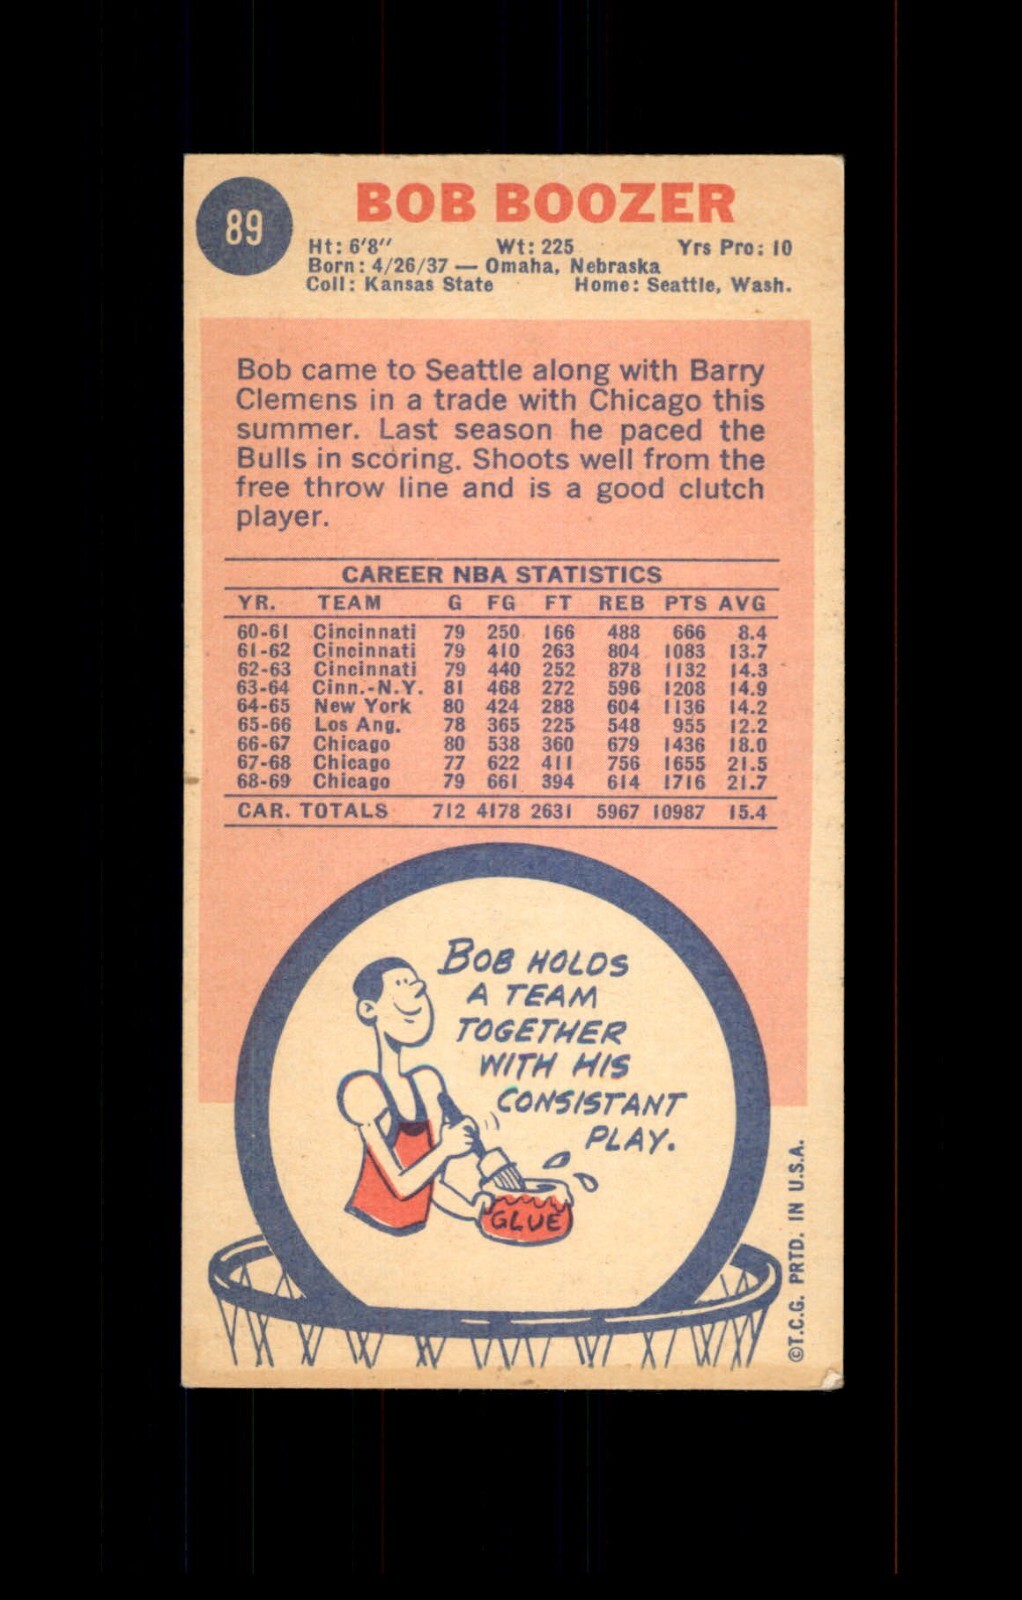 89
BOB BOOZER
Ht: 6'8" Wt: 225 Yrs Pro: 10
Born: 4/26/37 — Omaha, Nebraska
Coll: Kansas State Home: Seattle, Wash.
Bob came to Seattle along with Barry
Clemens in a trade with Chicago this
summer. Last season he paced the
Bulls in scoring. Shoots well from the
free throw line and is a good clutch
player.
CAREER NBA STATISTICS
YR. TEAM G FG FT REB PTS AVG
60-61 Cincinnati 79 250 166 488 666 8.4
61-62 Cincinnati 79 410 263 804 1083 13.7
62-63 Cincinnati 79 440 252 878 1132 14.3
63-64 Cinn.-N.Y. 81 468 272 596 1208 14.9
64-65 New York 80 424 288 604 1136 14.2
65-66 Los Ang. 78 365 225 548 955 12.2
66-67 Chicago 80 538 360 679 1436 18.0
67-68 Chicago 77 622 411 756 1655 21.5
68-69 Chicago 79 661 394 614 1716 21.7
CAR. TOTALS 712 4178 2631 5967 10987 15.4
BOB HOLDS
A TEAM
TOGETHER
WITH HIS
CONSISTANT
PLAY.
GLUE
©T.C.G. PRTD. IN U.S.A.